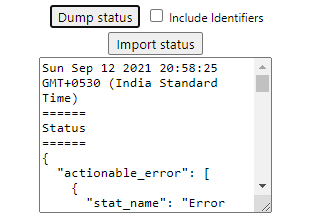 Dump status Include Identifiers
Import status
Sun Sep 12 2021 20:58:25
GMT+0530 (India Standard
Time)
======
Status
======
{
  "actionable_error": [
    {
      "stat_name": "Error